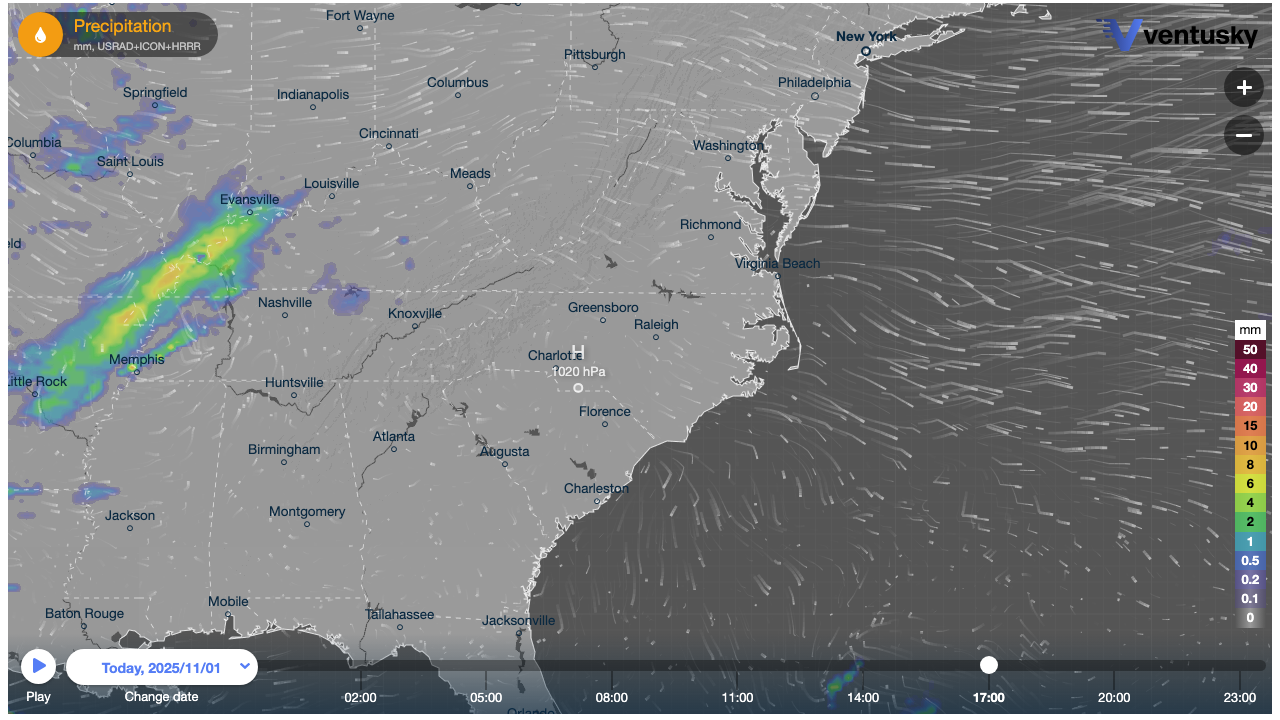 Precipitation
mm, USRAD+ICON+HRRR
ventusky
Fort Wayne
New York
Pittsburgh
Columbus
Philadelphia
Springfield
Indianapolis
Columbia
Cincinnati
Washington
Saint Louis
Meads
Louisville
Evansville
Richmond
eld
Virginia Beach
Nashville
Greensboro
Knoxville
Raleigh
Charlotte
H
1020 hPa
Memphis
Little Rock
Huntsville
Florence
Atlanta
Birmingham
Augusta
Charleston
Montgomery
Jackson
Mobile
Baton Rouge
Tallahassee
Jacksonville
Orlando
+
−
mm
50
40
30
20
15
10
8
6
4
2
1
0.5
0.2
0.1
0
Today, 2025/11/01
Play
Change date
-02:00
05:00
08:00
11:00
14:00
17:00
20:00
23:00